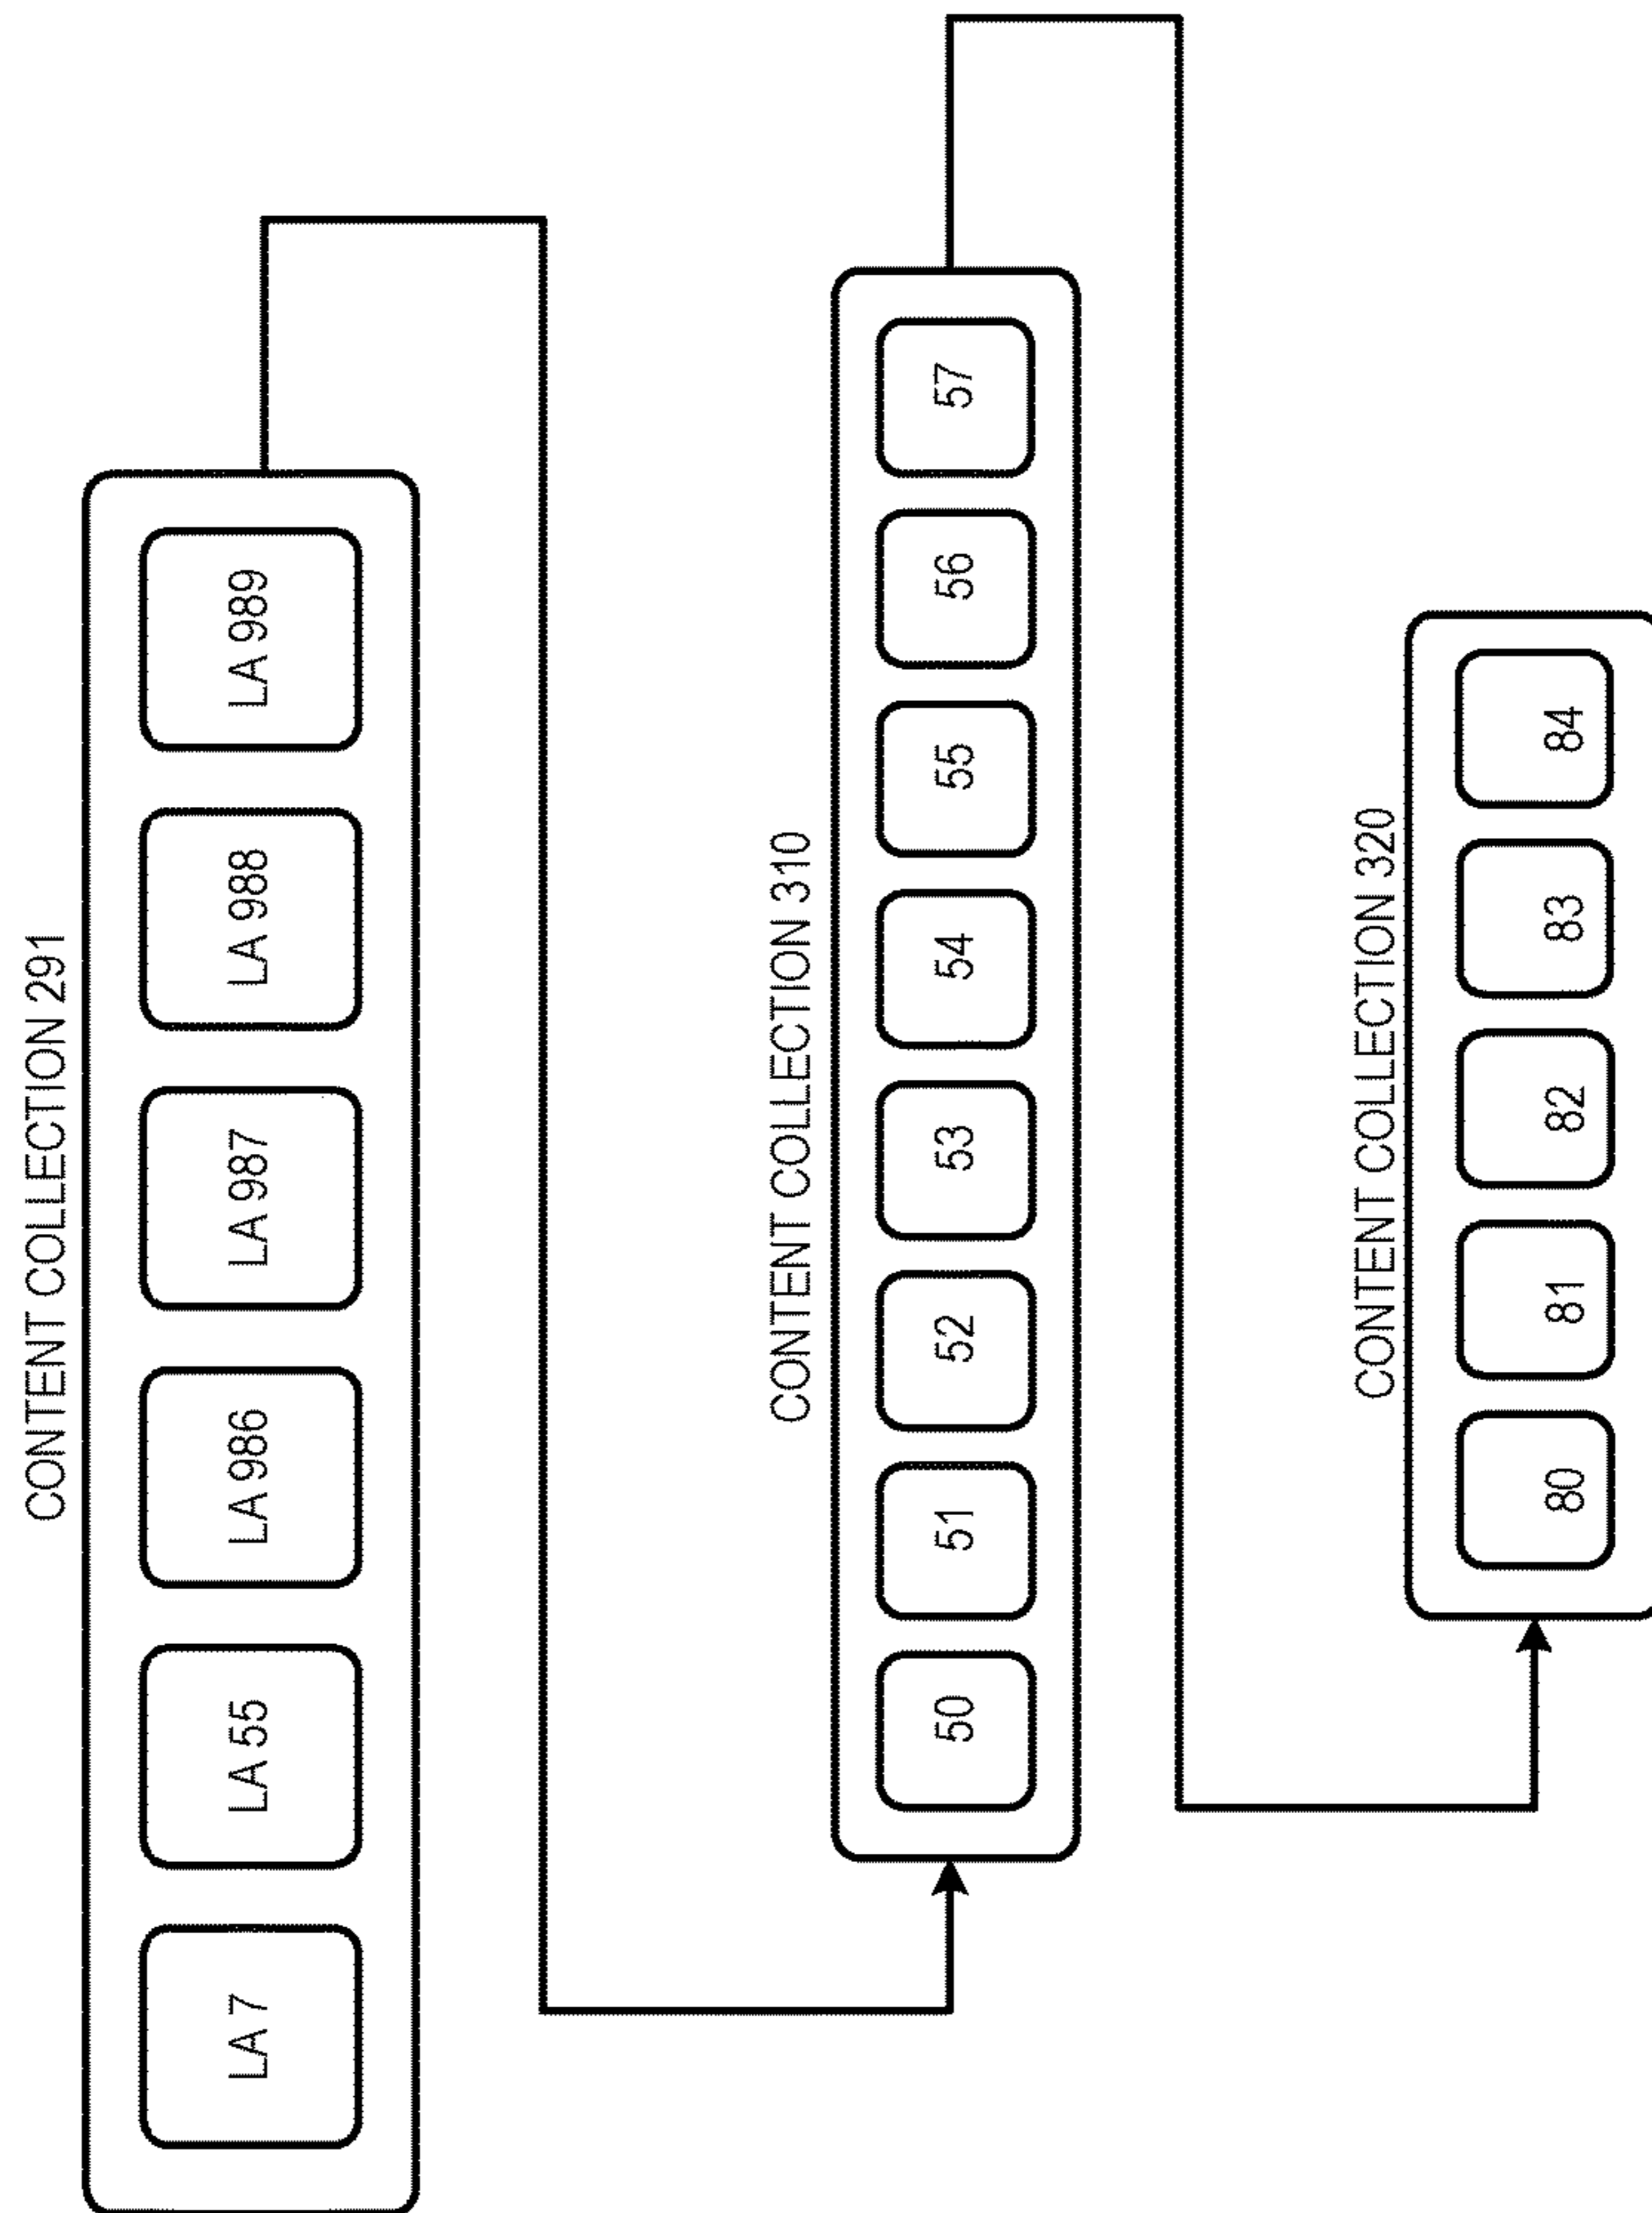 CONTENT COLLECTION 291
LA 7
LA 55
LA 986
LA 987
LA 988
LA 989
CONTENT COLLECTION 310
50
51
52
53
54
55
56
57
CONTENT COLLECTION 320
80
81
82
83
84